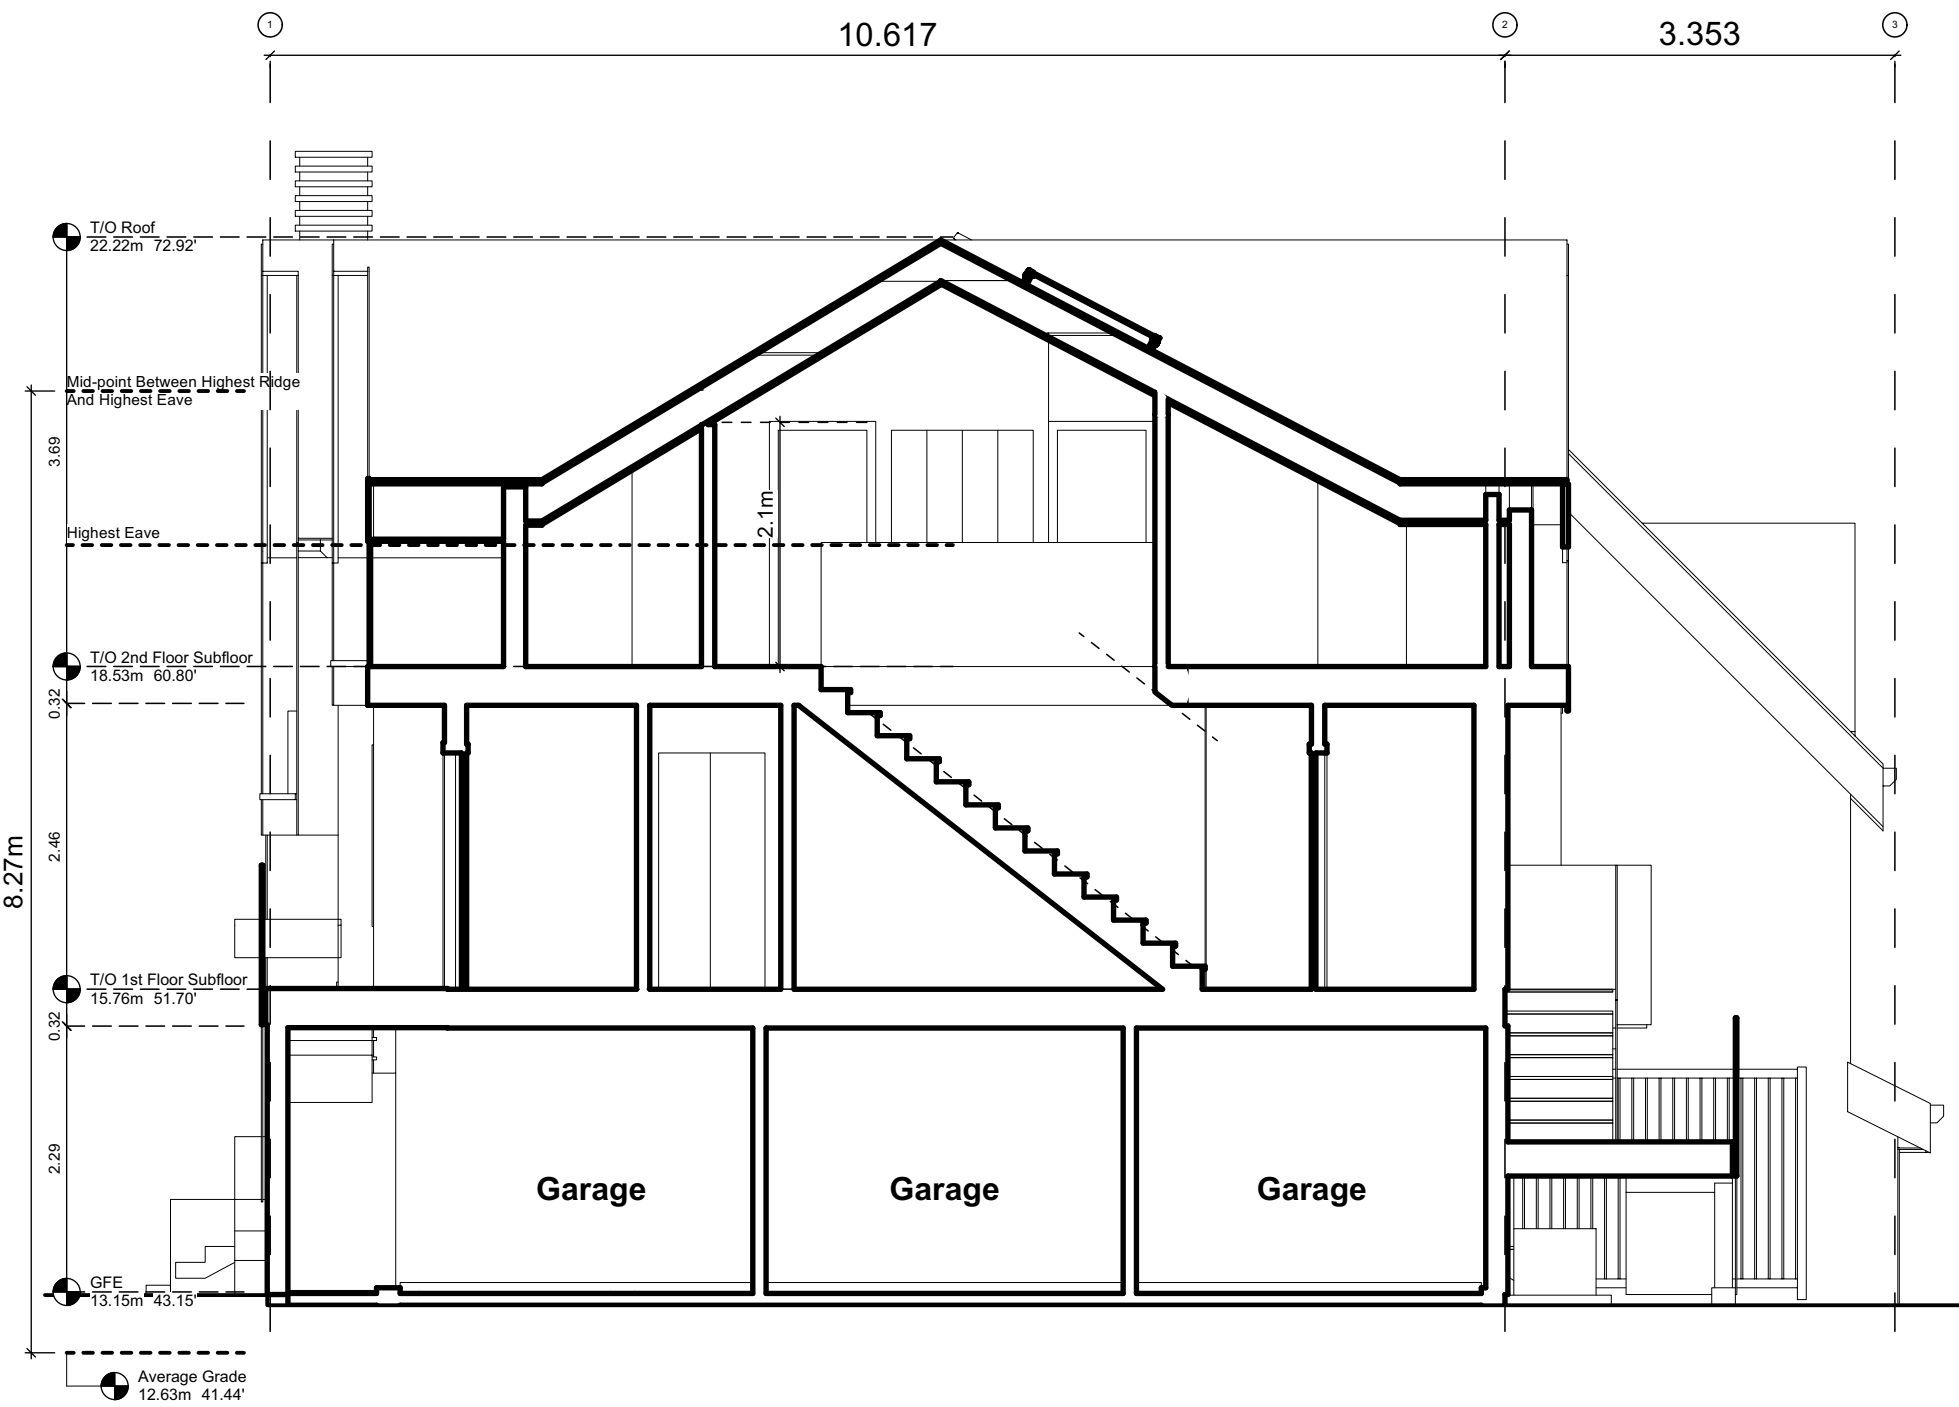 1
10.617
2
3.353
3
T/O Roof
22.22m 72.92'
Mid-point Between Highest Ridge
And Highest Eave
3.69
Highest Eave
2.1m
T/O 2nd Floor Subfloor
18.53m 60.80'
0.32
2.46
8.27m
T/O 1st Floor Subfloor
15.76m 51.70'
0.32
2.29
Garage
Garage
Garage
GFE
13.15m 43.15'
Average Grade
12.63m 41.44'